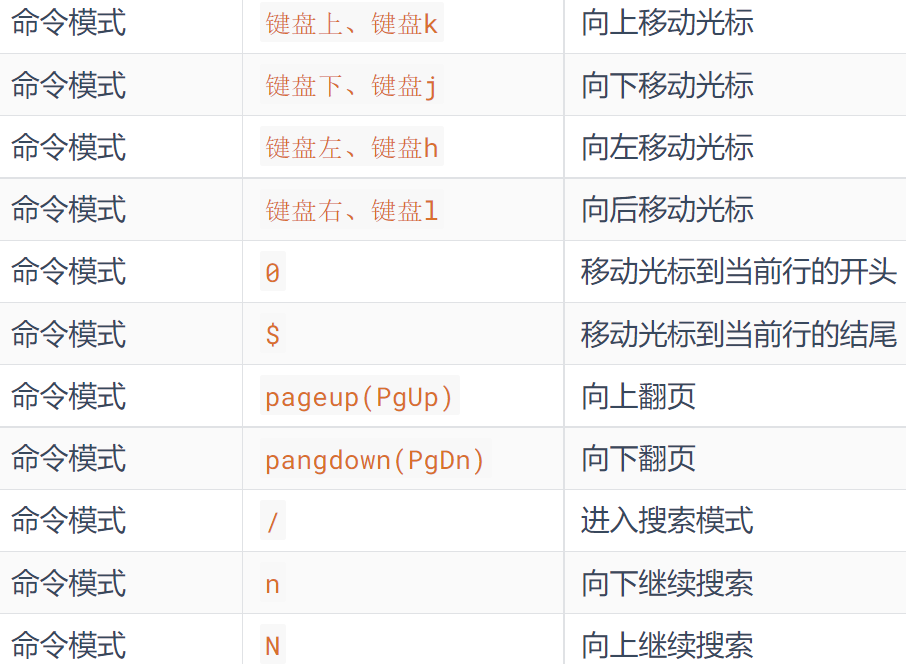 命令模式 键盘上、键盘k 向上移动光标
命令模式 键盘下、键盘j 向下移动光标
命令模式 键盘左、键盘h 向左移动光标
命令模式 键盘右、键盘l 向后移动光标
命令模式 0 移动光标到当前行的开头
命令模式 $ 移动光标到当前行的结尾
命令模式 pageup(PgUp) 向上翻页
命令模式 pangdown(PgDn) 向下翻页
命令模式 / 进入搜索模式
命令模式 n 向下继续搜索
命令模式 N 向上继续搜索